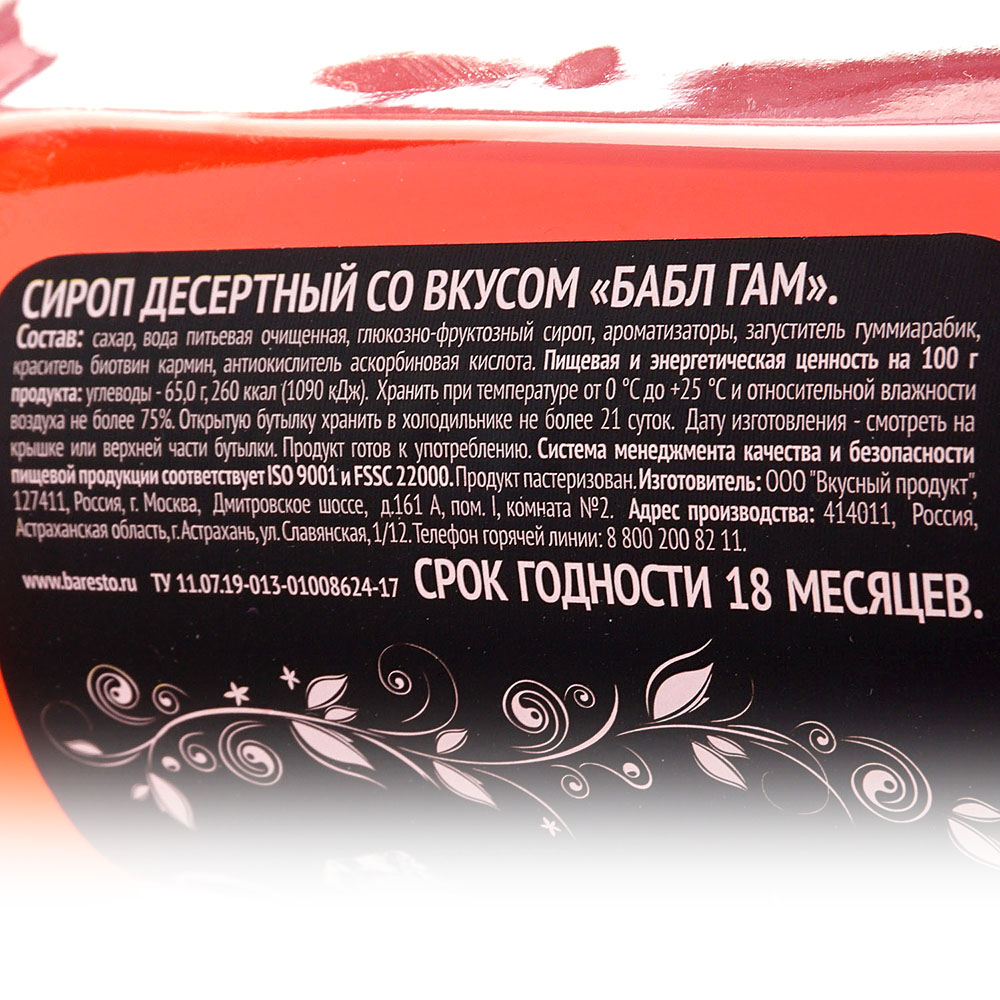 СИРОП ДЕСЕРТНЫЙ СО ВКУСОМ «БАБЛ ГАМ».
Состав: сахар, вода питьевая очищенная, глюкозно-фруктозный сироп, ароматизаторы, загуститель гуммиарабик,
краситель биотвин кармин, антиокислитель аскорбиновая кислота. Пищевая и энергетическая ценность на 100 г
продукта: углеводы - 65,0 г, 260 ккал (1090 кДж). Хранить при температуре от 0 °С до +25 °С и относительной влажности
воздуха не более 75%. Открытую бутылку хранить в холодильнике не более 21 суток. Дату изготовления - смотреть на
крышке или верхней части бутылки. Продукт готов к употреблению. Система менеджмента качества и безопасности
пищевой продукции соответствует ISO 9001 и FSSC 22000. Продукт пастеризован. Изготовитель: ООО "Вкусный продукт",
127411, Россия, г. Москва, Дмитровское шоссе, д.161 А, пом. I, комната №2. Адрес производства: 414011, Россия,
Астраханская область, г. Астрахань, ул. Славянская, 1/12. Телефон горячей линии: 8 800 200 82 11.
www.baresto.ru ТУ 11.07.19-013-01008624-17 СРОК ГОДНОСТИ 18 МЕСЯЦЕВ.